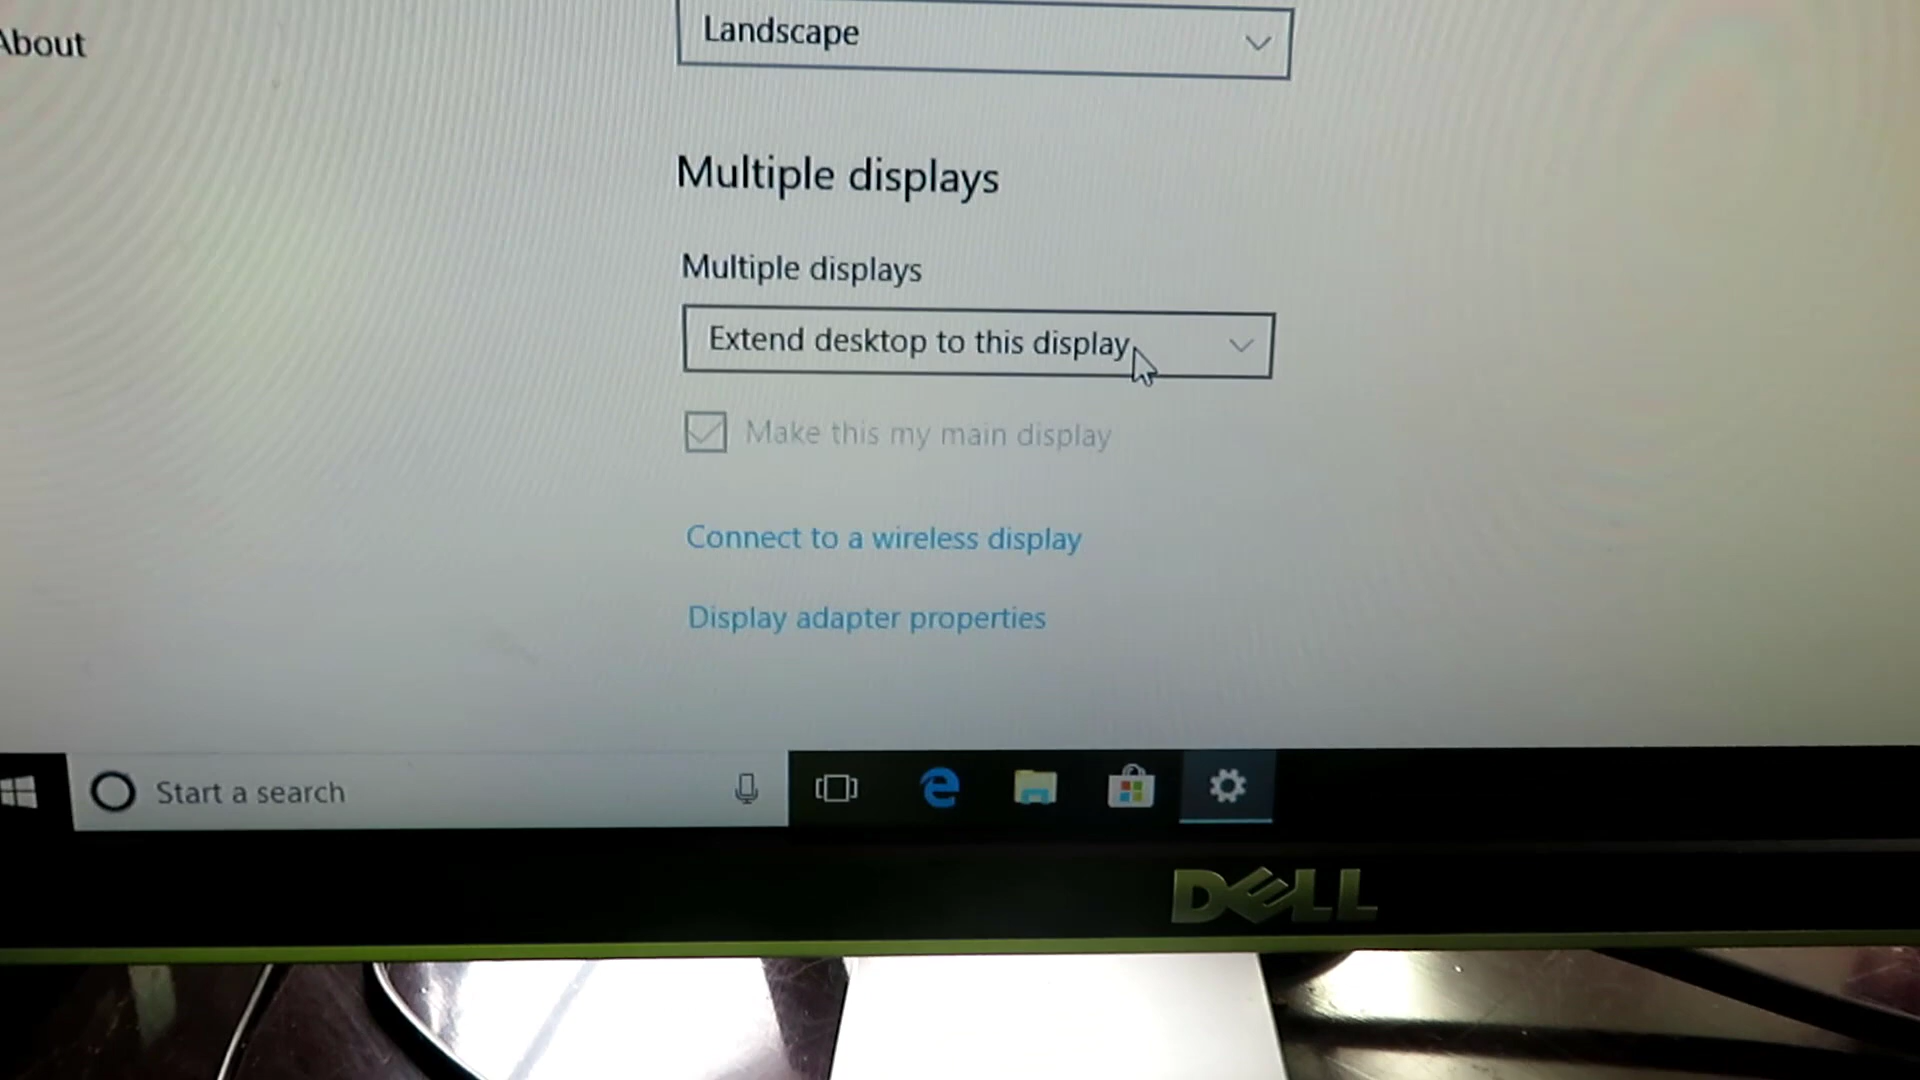 About
Landscape
Multiple displays
Multiple displays
Extend desktop to this display
Make this my main display
Connect to a wireless display
Display adapter properties
Start a search
DELL